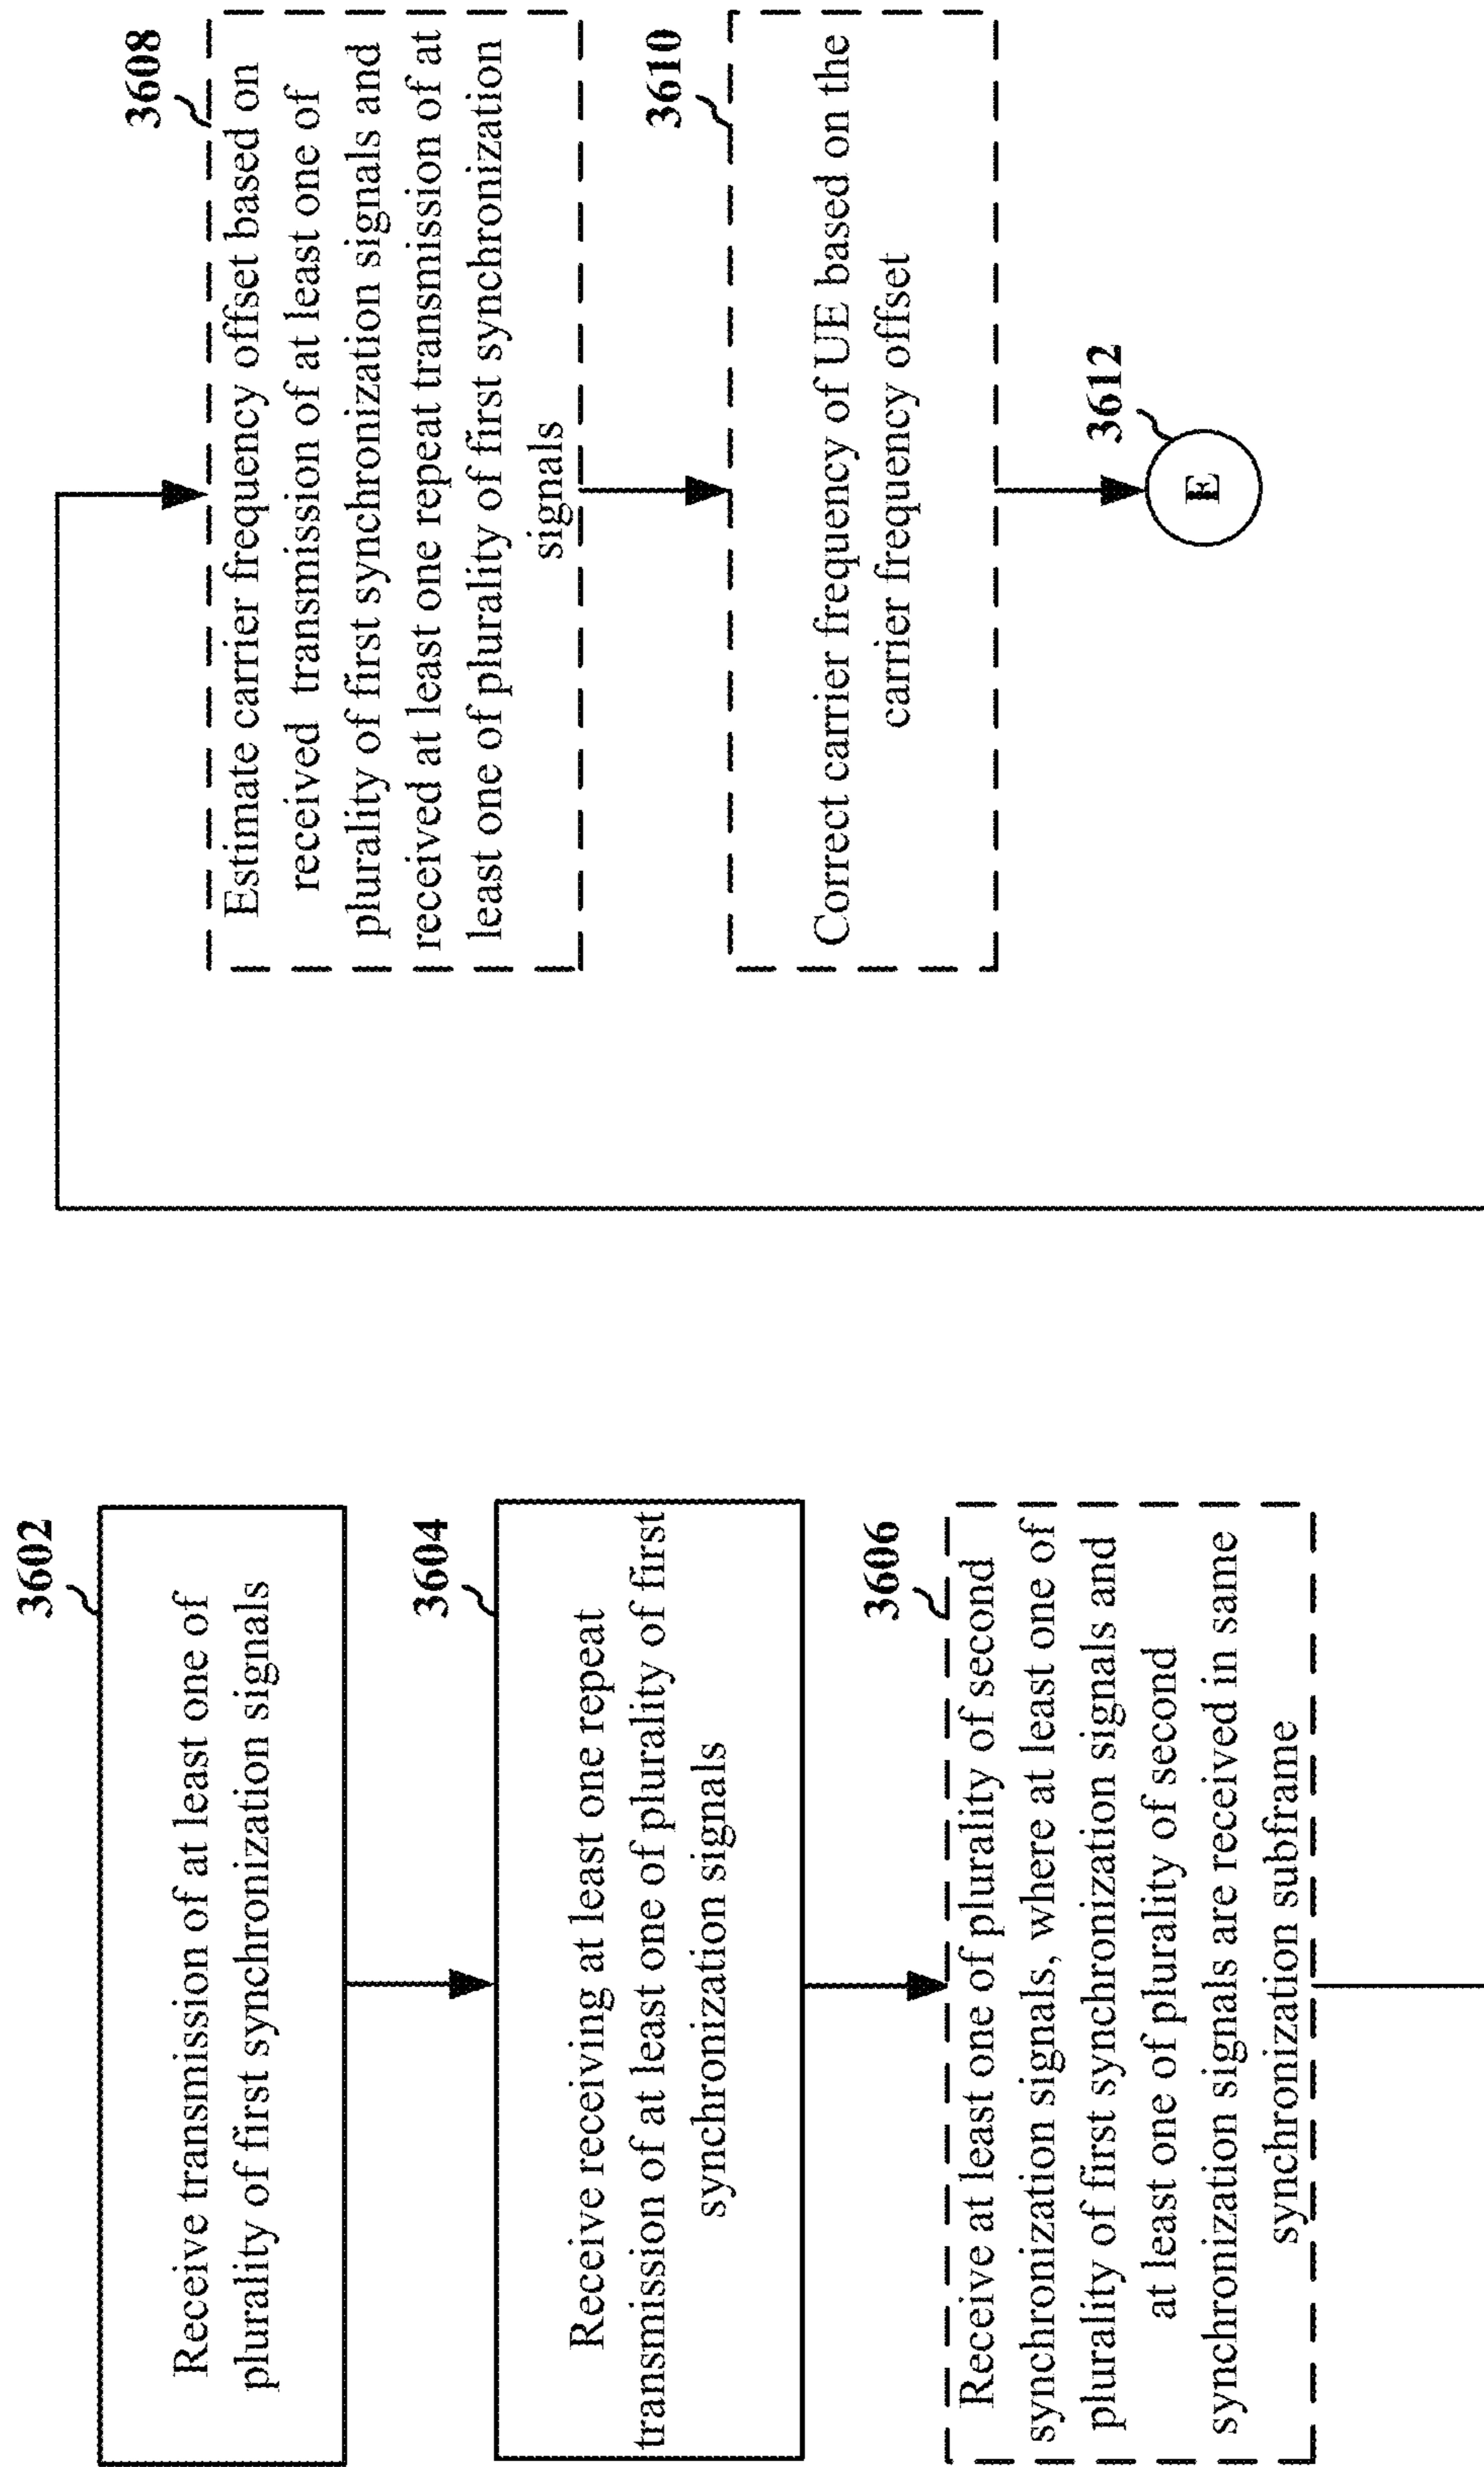 3602
Receive transmission of at least one of
plurality of first synchronization signals
3604
Receive receiving at least one repeat
transmission of at least one of plurality of first
synchronization signals
3606
Receive at least one of plurality of second
synchronization signals, where at least one of
plurality of first synchronization signals and
at least one of plurality of second
synchronization signals are received in same
synchronization subframe
3608
Estimate carrier frequency offset based on
received transmission of at least one of
plurality of first synchronization signals and
received at least one repeat transmission of at
least one of plurality of first synchronization
signals
3610
Correct carrier frequency of UE based on the
carrier frequency offset
3612
E